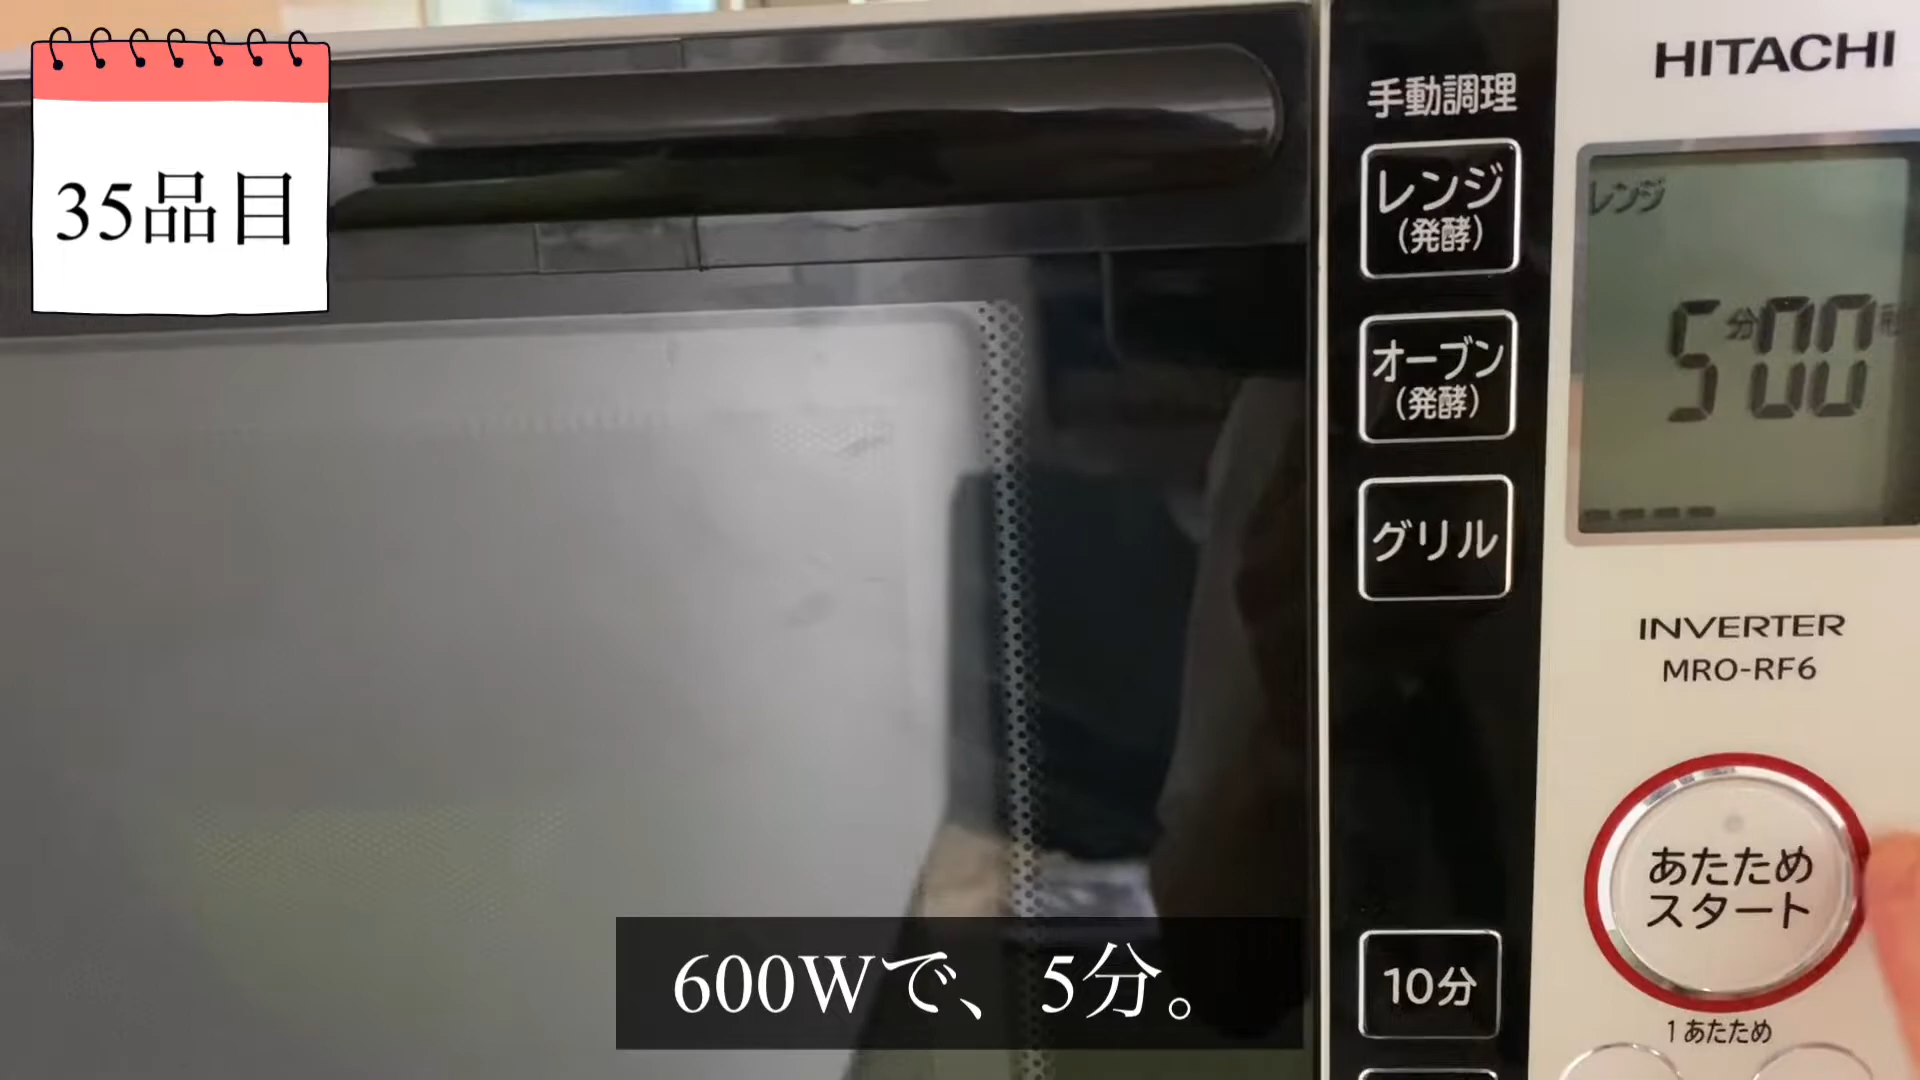 35品目
HITACHI
手動調理
レンジ
(発酵)
レンジ
5分00秒
オーブン
(発酵)
グリル
INVERTER
MRO-RF6
あたため
スタート
600Wで、5分。
10分
1 あたため